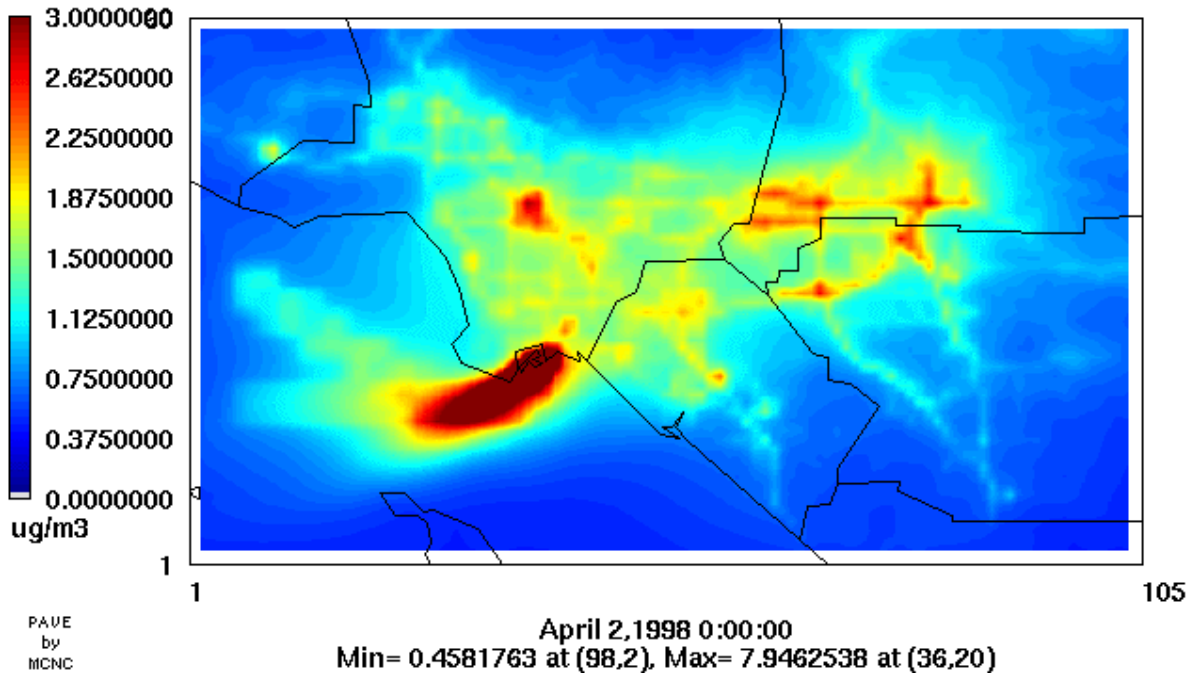 3.0000000
2.6250000
2.2500000
1.8750000
1.5000000
1.1250000
0.7500000
0.3750000
0.0000000
ug/m3
1
1
105
PAVE
by
MCNC
April 2,1998 0:00:00
Min= 0.4581763 at (98,2), Max= 7.9462538 at (36,20)